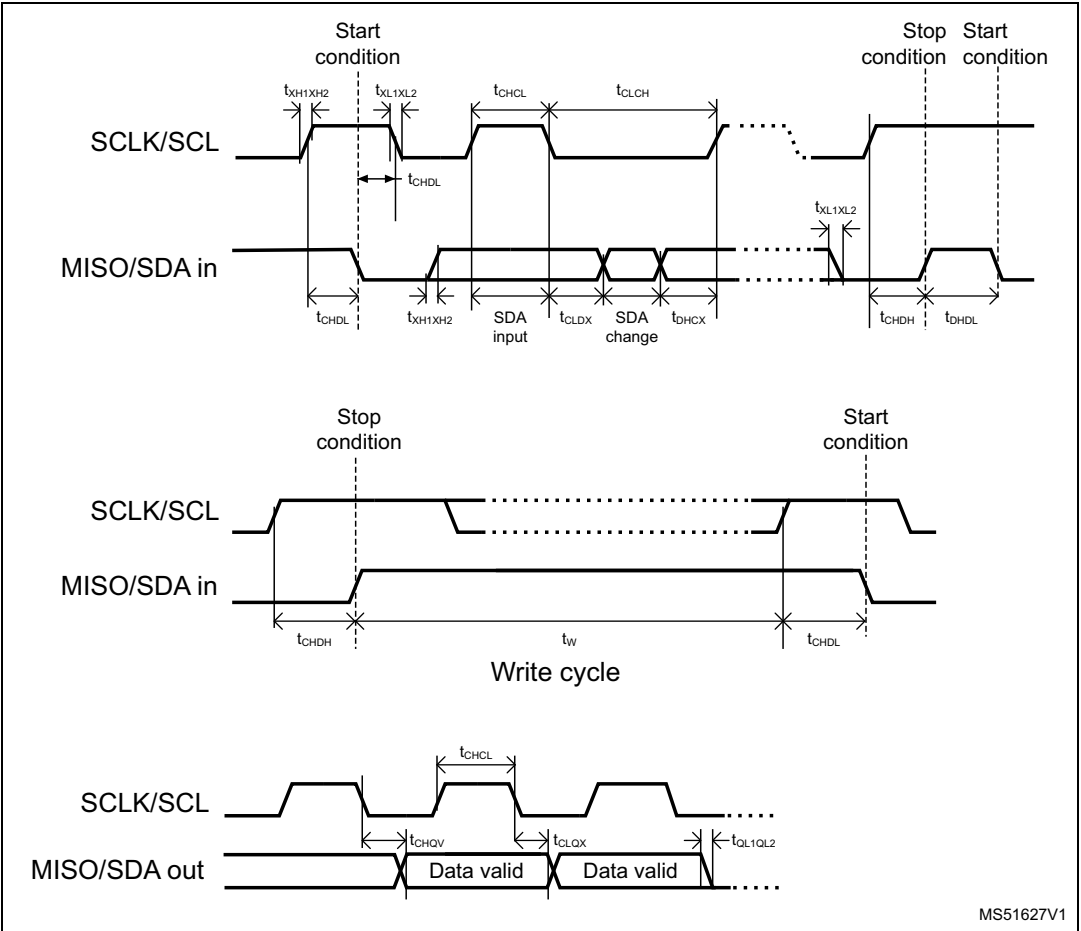 Start
condition
Stop
condition
Start
condition
tXH1XH2
tXL1XL2
tCHCL
tCLCH
SCLK/SCL
tCHDL
tXL1XL2
MISO/SDA in
tCHDL
tXH1XH2
SDA
input
tCLDX
SDA
change
tDHCX
tCHDH
tDHDL
Stop
condition
Start
condition
SCLK/SCL
MISO/SDA in
tCHDH
tW
tCHDL
Write cycle
tCHCL
SCLK/SCL
tCHQV
tCLQX
tQL1QL2
MISO/SDA out
Data valid
Data valid
MS51627V1